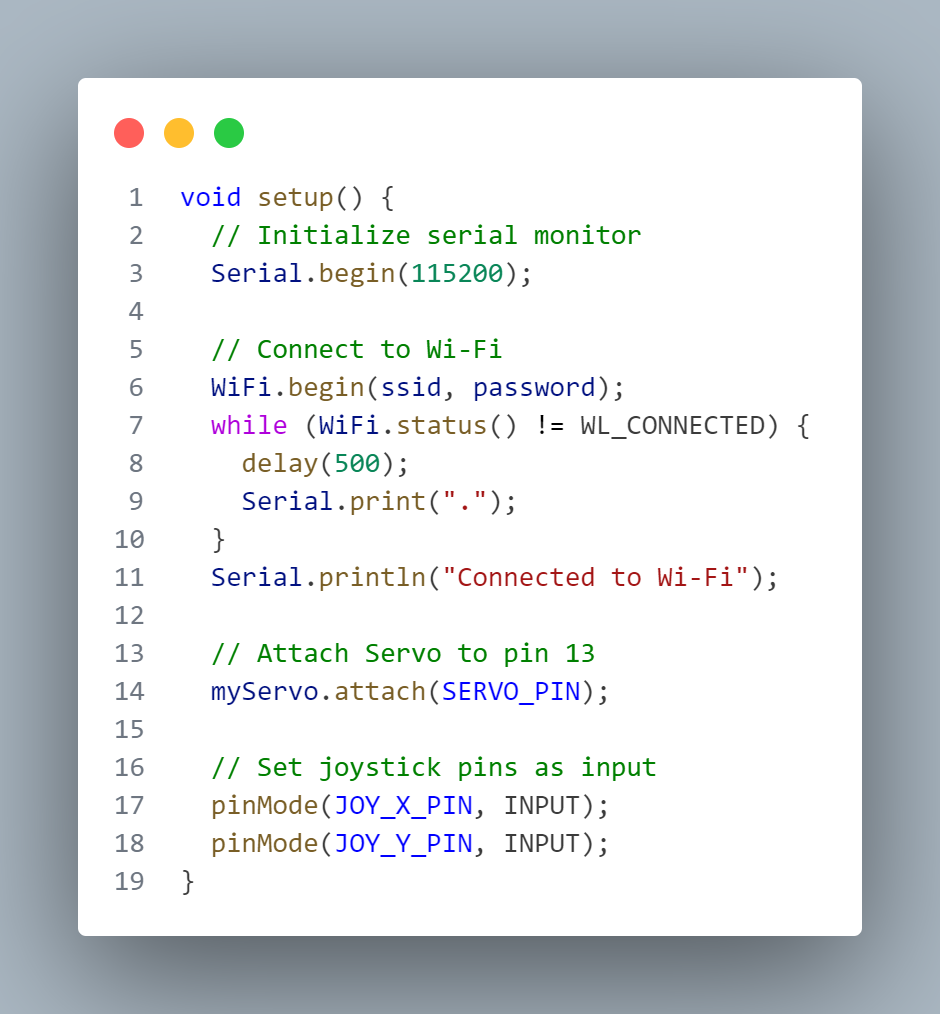 1 void setup() {
2   // Initialize serial monitor
3   Serial.begin(115200);
4
5   // Connect to Wi-Fi
6   WiFi.begin(ssid, password);
7   while (WiFi.status() != WL_CONNECTED) {
8     delay(500);
9     Serial.print(".");
10   }
11   Serial.println("Connected to Wi-Fi");
12
13   // Attach Servo to pin 13
14   myServo.attach(SERVO_PIN);
15
16   // Set joystick pins as input
17   pinMode(JOY_X_PIN, INPUT);
18   pinMode(JOY_Y_PIN, INPUT);
19 }